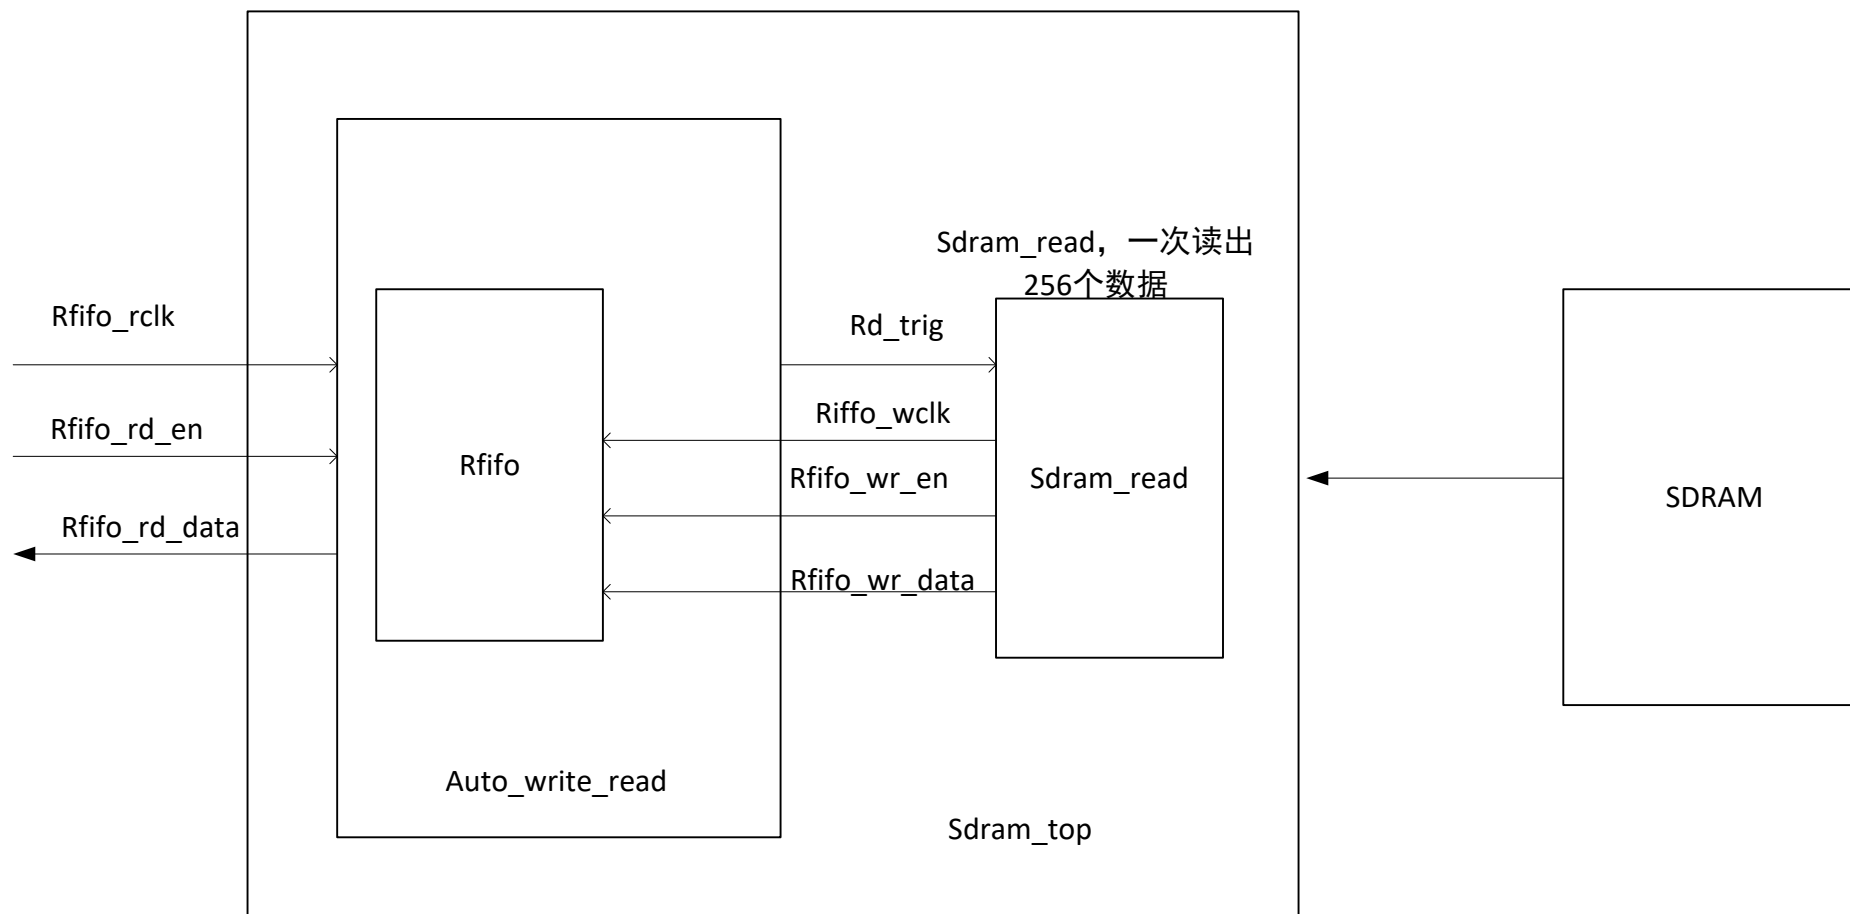 Sdram_read，一次读出
256个数据
Rfifo_rclk
Rd_trig
Riffo_wclk
Rfifo_rd_en
Rfifo
Rfifo_wr_en
Sdram_read
SDRAM
Rfifo_rd_data
Rfifo_wr_data
Auto_write_read
Sdram_top